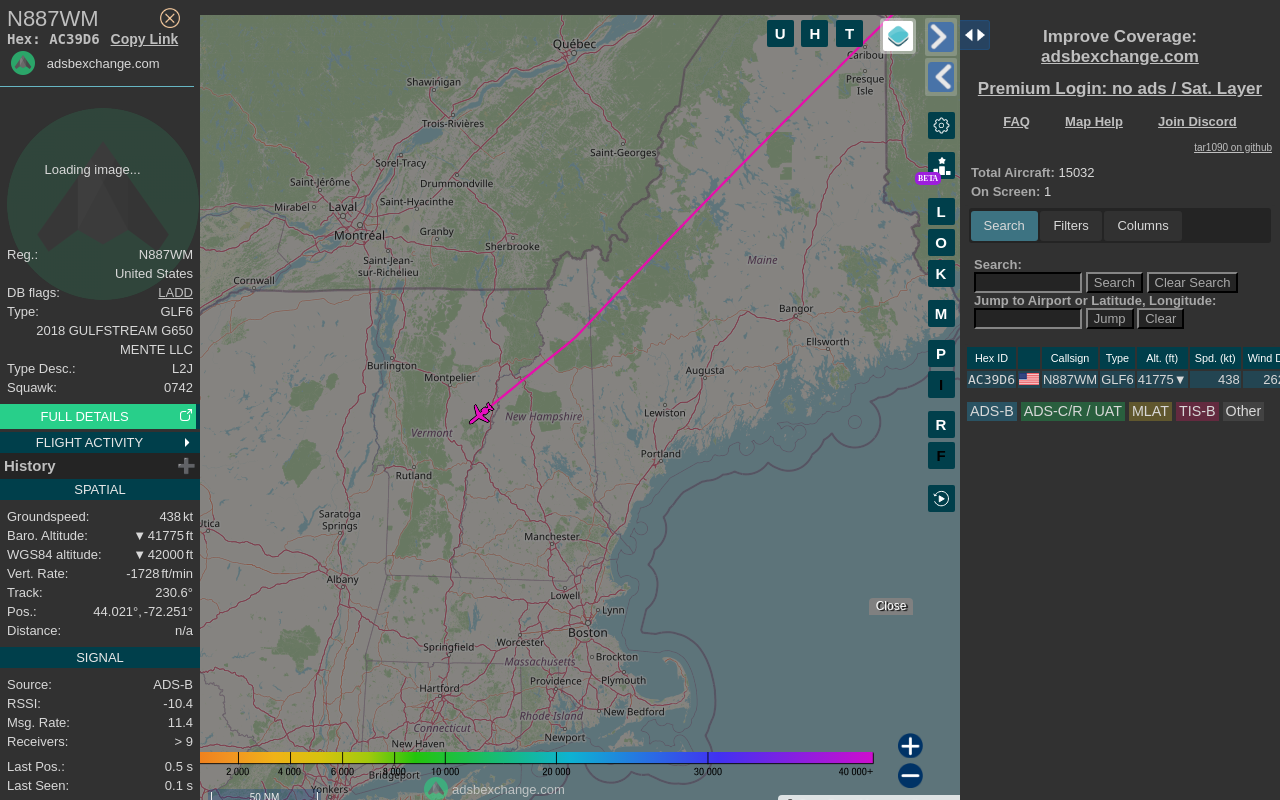 N887WM
Hex: AC39D6 Copy Link
adsbexchange.com
Loading image...
Reg.: N887WM
United States
DB flags: LADD
Type: GLF6
2018 GULFSTREAM G650
MENTE LLC
Type Desc.: L2J
Squawk: 0742
FULL DETAILS
FLIGHT ACTIVITY
History
SPATIAL
Groundspeed: 438 kt
Baro. Altitude: ▼ 41775 ft
WGS84 altitude: ▼ 42000 ft
Vert. Rate: -1728 ft/min
Track: 230.6°
Pos.: 44.021°, -72.251°
Distance: n/a
SIGNAL
Source: ADS-B
RSSI: -10.4
Msg. Rate: 11.4
Receivers: > 9
Last Pos.: 0.5 s
Last Seen: 0.1 s
Québec
Caribou
Presque
Isle
Shawinigan
Trois-Rivières
Saint-Georges
Sorel-Tracy
Saint-Jérôme
Drummondville
Mirabel
Laval
Saint-Hyacinthe
Montréal
Granby
Sherbrooke
Saint-Jean-
sur-Richelieu
Maine
Cornwall
Bangor
Ellsworth
Burlington
Montpelier
Augusta
New Hampshire
Lewiston
Vermont
Portland
Rutland
Saratoga
Springs
Utica
Manchester
Albany
Lowell
Lynn
Boston
Worcester
Springfield
Brockton
Massachusetts
Providence
Plymouth
Hartford
New Bedford
Rhode Island
Connecticut
Newport
New Haven
Bridgeport
Yonkers
2 000 4 000 6 000 8 000 10 000 20 000 30 000 40 000+
adsbexchange.com
50 NM
U H T
BETA
L
O
K
M
P
I
R
F
Close
Improve Coverage:
adsbexchange.com
Premium Login: no ads / Sat. Layer
FAQ Map Help Join Discord
tar1090 on github
Total Aircraft: 15032
On Screen: 1
Search Filters Columns
Search:
Search Clear Search
Jump to Airport or Latitude, Longitude:
Jump Clear
Hex ID Callsign Type Alt. (ft) Spd. (kt) Wind D
AC39D6 N887WM GLF6 41775▼ 438 262
ADS-B ADS-C/R / UAT MLAT TIS-B Other